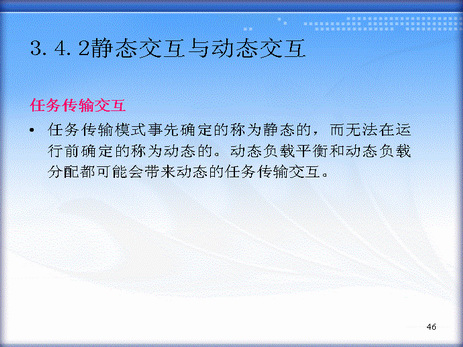 3.4.2静态交互与动态交互
任务传输交互
• 任务传输模式事先确定的称为静态的，而无法在运
行前确定的称为动态的。动态负载平衡和动态负载
分配都可能会带来动态的任务传输交互。
46